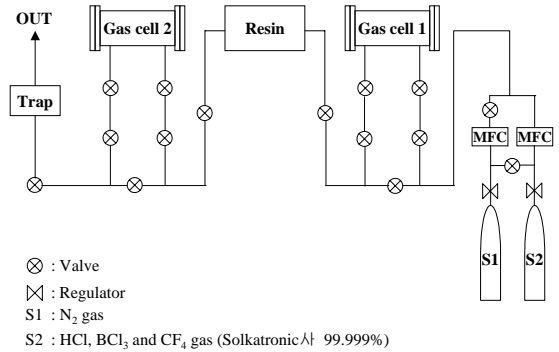 OUT
Gas cell 2
Resin
Gas cell 1
Trap
MFC
MFC
S1
S2
: Valve
: Regulator
S1 : N₂ gas
S2 : HCl, BCl₃ and CF₄ gas (Solkatronic사 99.999%)